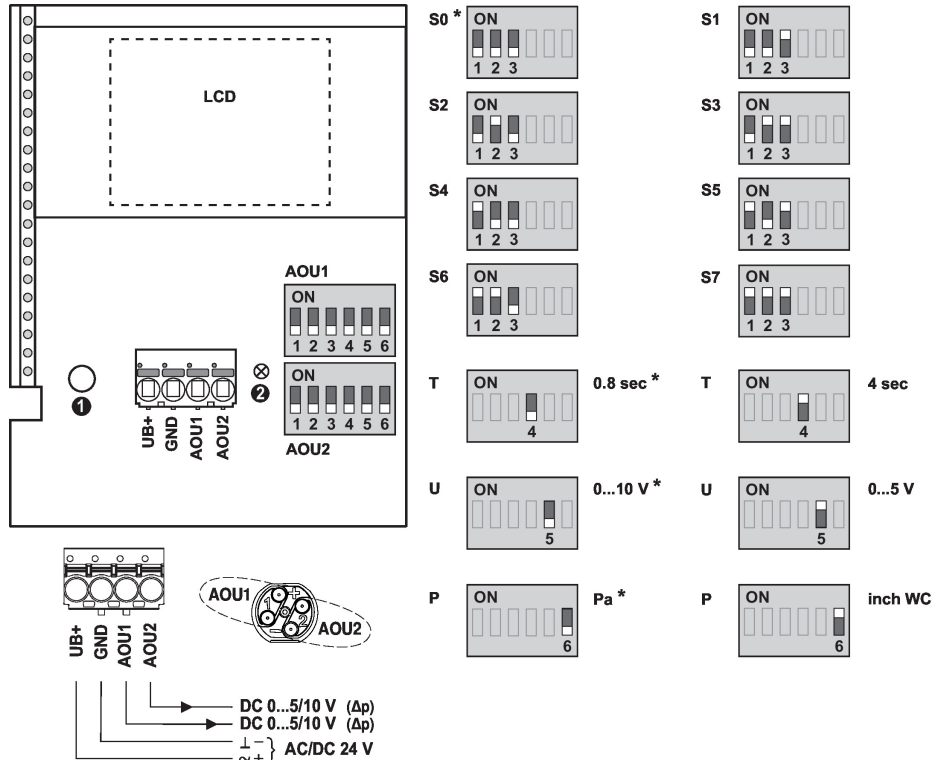 LCD
AOU1
ON
1 2 3 4 5 6
ON
1 2 3 4 5 6
AOU2
1
2
UB+
GND
AOU1
AOU2
UB+
GND
AOU1
AOU2
AOU1
1
+
2
−
AOU2
DC 0...5/10 V (Δp)
DC 0...5/10 V (Δp)
⊥ −
≃ +
} AC/DC 24 V
S0 * ON
1 2 3
S1 ON
1 2 3
S2 ON
1 2 3
S3 ON
1 2 3
S4 ON
1 2 3
S5 ON
1 2 3
S6 ON
1 2 3
S7 ON
1 2 3
T ON 0.8 sec *
4
T ON 4 sec
4
U ON 0...10 V *
5
U ON 0...5 V
5
P ON Pa *
6
P ON inch WC
6